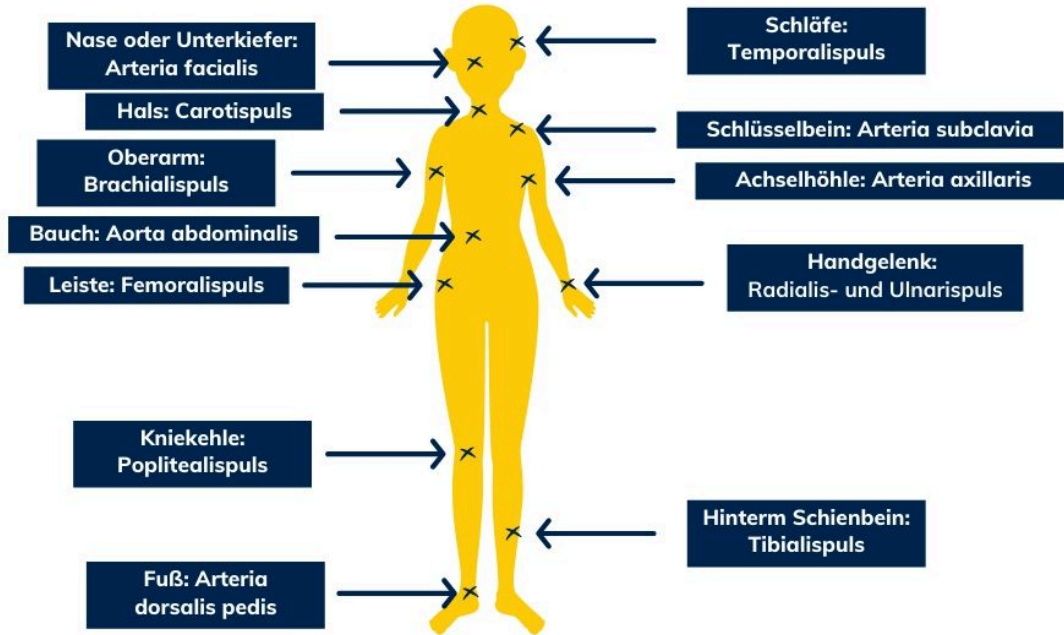 Nase oder Unterkiefer:
Arteria facialis
Hals: Carotispuls
Oberarm:
Brachialispuls
Bauch: Aorta abdominalis
Leiste: Femoralispuls
Kniekehle:
Poplitealispuls
Fuß: Arteria
dorsalis pedis
Schläfe:
Temporalispuls
Schlüsselbein: Arteria subclavia
Achselhöhle: Arteria axillaris
Handgelenk:
Radialis- und Ulnarispuls
Hinterm Schienbein:
Tibialispuls